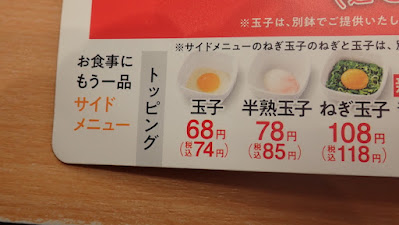 ※玉子は、別鉢でご提供いたし
※サイドメニューのねぎ玉子のねぎと玉子は、
お食事に
もう一品
サイド
メニュー
トッピング
玉子
68円
(税込74円)
半熟玉子
78円
(税込85円)
ねぎ玉子
108円
(税込118円)